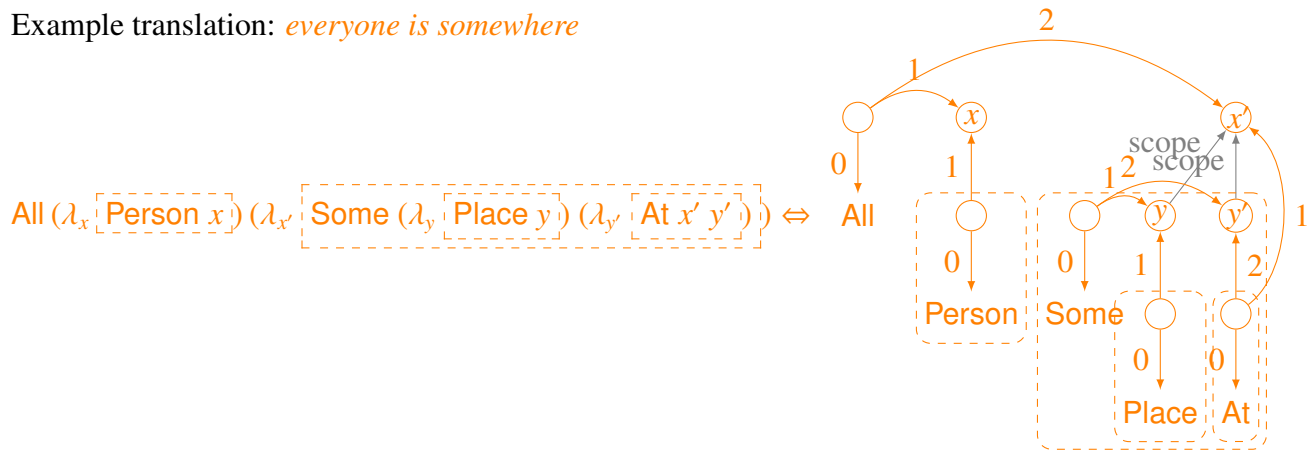 Example translation: everyone is somewhere
2
1
x
x′
0
1
scope
scope
1
2
All (λx Person x) (λx′ Some (λy Place y) (λy′ At x′ y′)) ⇔
All
y
y′
1
0
0
1
2
Person
Some
0
0
Place
At